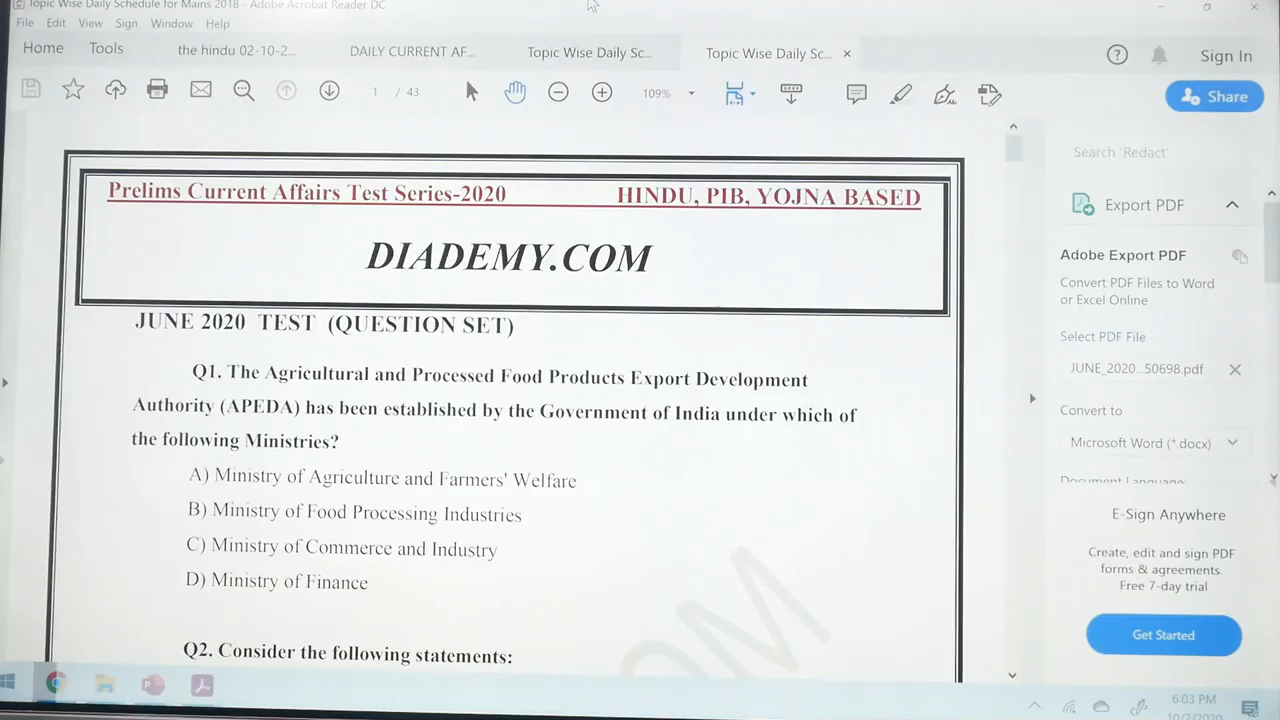 Topic Wise Daily Schedule for Mains 2018 - Adobe Acrobat Reader DC
File Edit View Sign Window Help
Home Tools the hindu 02-10-2... DAILY CURRENT AF... Topic Wise Daily Sc... Topic Wise Daily Sc... × Sign In
1 / 43 109% Share
Search 'Redact'
Export PDF
Adobe Export PDF
Convert PDF Files to Word
or Excel Online
Select PDF File
JUNE_2020...50698.pdf
Convert to
Microsoft Word (*.docx)
Document Language:
E-Sign Anywhere
Create, edit and sign PDF
forms & agreements.
Free 7-day trial
Get Started
Prelims Current Affairs Test Series-2020 HINDU, PIB, YOJNA BASED
DIADEMY.COM
JUNE 2020 TEST (QUESTION SET)
Q1. The Agricultural and Processed Food Products Export Development
Authority (APEDA) has been established by the Government of India under which of
the following Ministries?
A) Ministry of Agriculture and Farmers' Welfare
B) Ministry of Food Processing Industries
C) Ministry of Commerce and Industry
D) Ministry of Finance
Q2. Consider the following statements:
OM
6:03 PM
10/2/2020